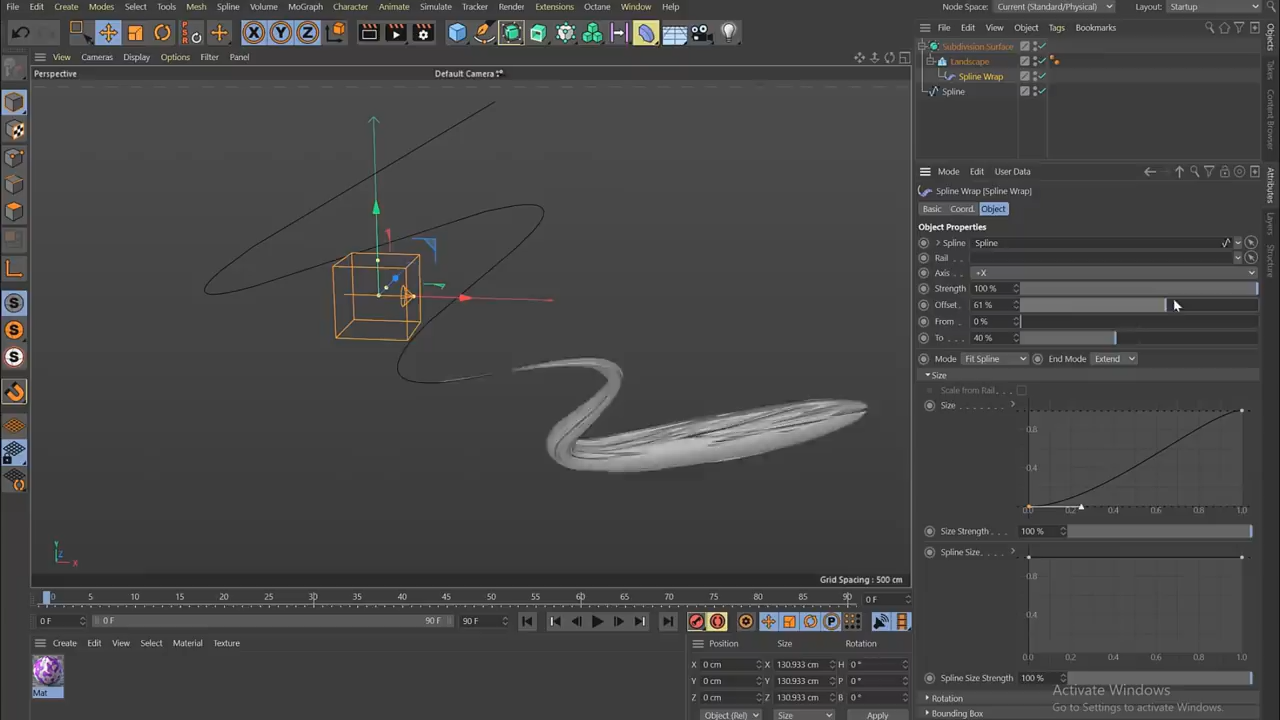 File Edit Create Modes Select Tools Mesh Spline Volume MoGraph Character Animate Simulate Tracker Render Extensions Octane Window Help Node Space: Current (Standard/Physical) Layout: Startup
X Y Z
File Edit View Object Tags Bookmarks
View Cameras Display Options Filter Panel
Perspective Default Camera
Subdivision Surface
Landscape
Spline Wrap
Spline
Mode Edit User Data
Spline Wrap [Spline Wrap]
Basic Coord. Object
Object Properties
Spline Spline
Rail
Axis +X
Strength 100 %
Offset 61 %
From 0 %
To 40 %
Mode Fit Spline End Mode Extend
Size
Scale from Rail
Size
0.8
0.4
0.0 0.2 0.4 0.6 0.8 1.0
Size Strength 100 %
Spline Size
0.8
0.4
0.0 0.2 0.4 0.6 0.8 1.0
Spline Size Strength 100 %
Rotation
Bounding Box
Objects
Takes
Content Browser
Attributes
Layers
Structure
Y
Z
X
Grid Spacing : 500 cm
0 5 10 15 20 25 30 35 40 45 50 55 60 65 70 75 80 85 90 0 F
0 F 0 F 90 F 90 F
P
Create Edit View Select Material Texture
Mat
Position Size Rotation
X 0 cm X 130.933 cm H 0 °
Y 0 cm Y 130.933 cm P 0 °
Z 0 cm Z 130.933 cm B 0 °
Object (Rel) Size Apply
Activate Windows
Go to Settings to activate Windows.